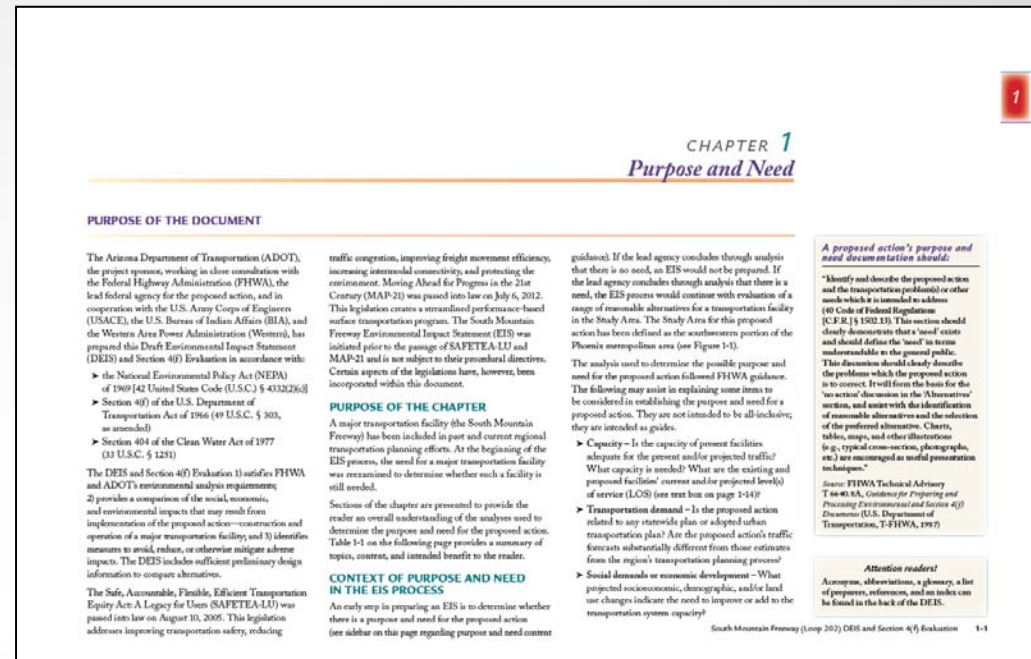 1
CHAPTER 1
Purpose and Need
PURPOSE OF THE DOCUMENT
The Arizona Department of Transportation (ADOT),
the project sponsor, working in close consultation with
the Federal Highway Administration (FHWA), the
lead federal agency for the proposed action, and in
cooperation with the U.S. Army Corps of Engineers
(USACE), the U.S. Bureau of Indian Affairs (BIA), and
the Western Area Power Administration (Western), has
prepared this Draft Environmental Impact Statement
(DEIS) and Section 4(f) Evaluation in accordance with:
➤ the National Environmental Policy Act (NEPA)
of 1969 [42 United States Code (U.S.C.) § 4332(2)(c)]
➤ Section 4(f) of the U.S. Department of
Transportation Act of 1966 (49 U.S.C. § 303,
as amended)
➤ Section 404 of the Clean Water Act of 1977
(33 U.S.C. § 1251)
The DEIS and Section 4(f) Evaluation 1) satisfies FHWA
and ADOT's environmental analysis requirements;
2) provides a comparison of the social, economic,
and environmental impacts that may result from
implementation of the proposed action—construction and
operation of a major transportation facility; and 3) identifies
measures to avoid, reduce, or otherwise mitigate adverse
impacts. The DEIS includes sufficient preliminary design
information to compare alternatives.
The Safe, Accountable, Flexible, Efficient Transportation
Equity Act: A Legacy for Users (SAFETEA-LU) was
passed into law on August 10, 2005. This legislation
addresses improving transportation safety, reducing
traffic congestion, improving freight movement efficiency,
increasing intermodal connectivity, and protecting the
environment. Moving Ahead for Progress in the 21st
Century (MAP-21) was passed into law on July 6, 2012.
This legislation creates a streamlined performance-based
surface transportation program. The South Mountain
Freeway Environmental Impact Statement (EIS) was
initiated prior to the passage of SAFETEA-LU and
MAP-21 and is not subject to their procedural directives.
Certain aspects of the legislations have, however, been
incorporated within this document.
PURPOSE OF THE CHAPTER
A major transportation facility (the South Mountain
Freeway) has been included in past and current regional
transportation planning efforts. At the beginning of the
EIS process, the need for a major transportation facility
was reexamined to determine whether such a facility is
still needed.
Sections of the chapter are presented to provide the
reader an overall understanding of the analyses used to
determine the purpose and need for the proposed action.
Table 1-1 on the following page provides a summary of
topics, content, and intended benefit to the reader.
CONTEXT OF PURPOSE AND NEED
IN THE EIS PROCESS
An early step in preparing an EIS is to determine whether
there is a purpose and need for the proposed action
(see sidebar on this page regarding purpose and need content
guidance). If the lead agency concludes through analysis
that there is no need, an EIS would not be prepared. If
the lead agency concludes through analysis that there is a
need, the EIS process would continue with evaluation of a
range of reasonable alternatives for a transportation facility
in the Study Area. The Study Area for this proposed
action has been defined as the southwestern portion of the
Phoenix metropolitan area (see Figure 1-1).
The analysis used to determine the possible purpose and
need for the proposed action followed FHWA guidance.
The following may assist in explaining some items to
be considered in establishing the purpose and need for a
proposed action. They are not intended to be all-inclusive;
they are intended as guides.
➤ Capacity – Is the capacity of present facilities
adequate for the present and/or projected traffic?
What capacity is needed? What are the existing and
proposed facilities' current and/or projected level(s)
of service (LOS) (see text box on page 1-14)?
➤ Transportation demand – Is the proposed action
related to any statewide plan or adopted urban
transportation plan? Are the proposed action's traffic
forecasts substantially different from those estimates
from the region's transportation planning process?
➤ Social demands or economic development – What
projected socioeconomic, demographic, and/or land
use changes indicate the need to improve or add to the
transportation system capacity?
A proposed action's purpose and
need documentation should:
"Identify and describe the proposed action
and the transportation problem(s) or other
needs which it is intended to address
(40 Code of Federal Regulations
[C.F.R.] § 1502.13). This section should
clearly demonstrate that a 'need' exists
and should define the 'need' in terms
understandable to the general public.
This discussion should clearly describe
the problems which the proposed action
is to correct. It will form the basis for the
'no action' discussion in the 'Alternatives'
section, and assist with the identification
of reasonable alternatives and the selection
of the preferred alternative. Charts,
tables, maps, and other illustrations
(e.g., typical cross-section, photographs,
etc.) are encouraged as useful presentation
techniques."
Source: FHWA Technical Advisory
T 6640.8A, Guidance for Preparing and
Processing Environmental and Section 4(f)
Documents (U.S. Department of
Transportation, T-FHWA, 1987)
Attention readers!
Acronyms, abbreviations, a glossary, a list
of preparers, references, and an index can
be found in the back of the DEIS.
South Mountain Freeway (Loop 202) DEIS and Section 4(f) Evaluation 1-1